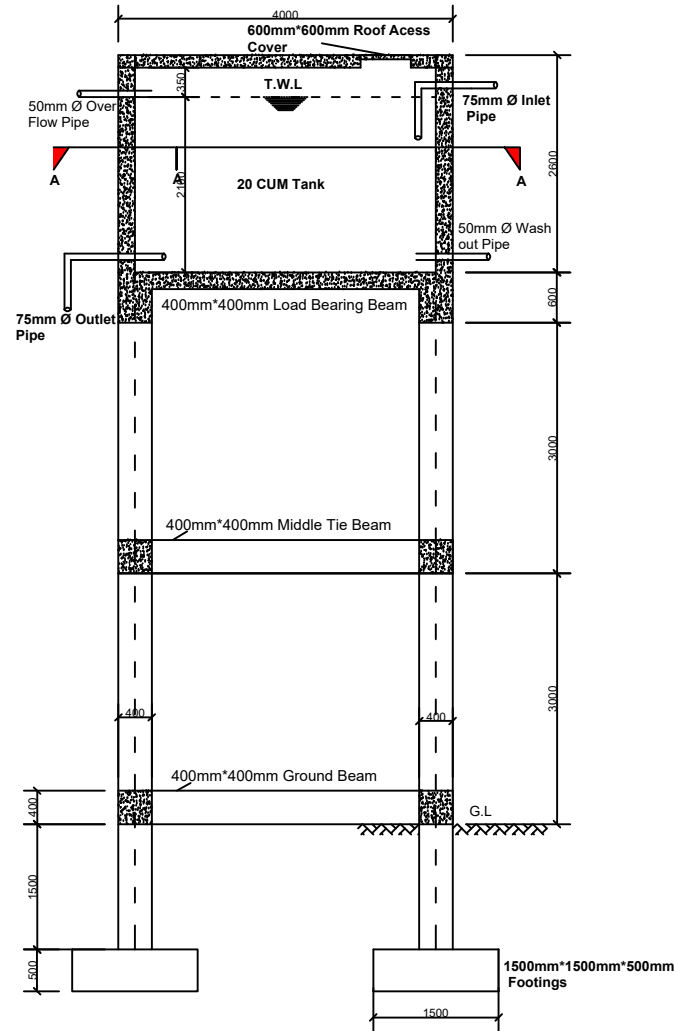 4000
600mm*600mm Roof Acess
Cover
350
T.W.L
50mm Ø Over
Flow Pipe
75mm Ø Inlet
Pipe
A
A
A
20 CUM Tank
2600
50mm Ø Wash
out Pipe
75mm Ø Outlet
Pipe
400mm*400mm Load Bearing Beam
600
3000
400mm*400mm Middle Tie Beam
3000
400
400
400mm*400mm Ground Beam
400
G.L
1500
500
1500mm*1500mm*500mm
Footings
1500